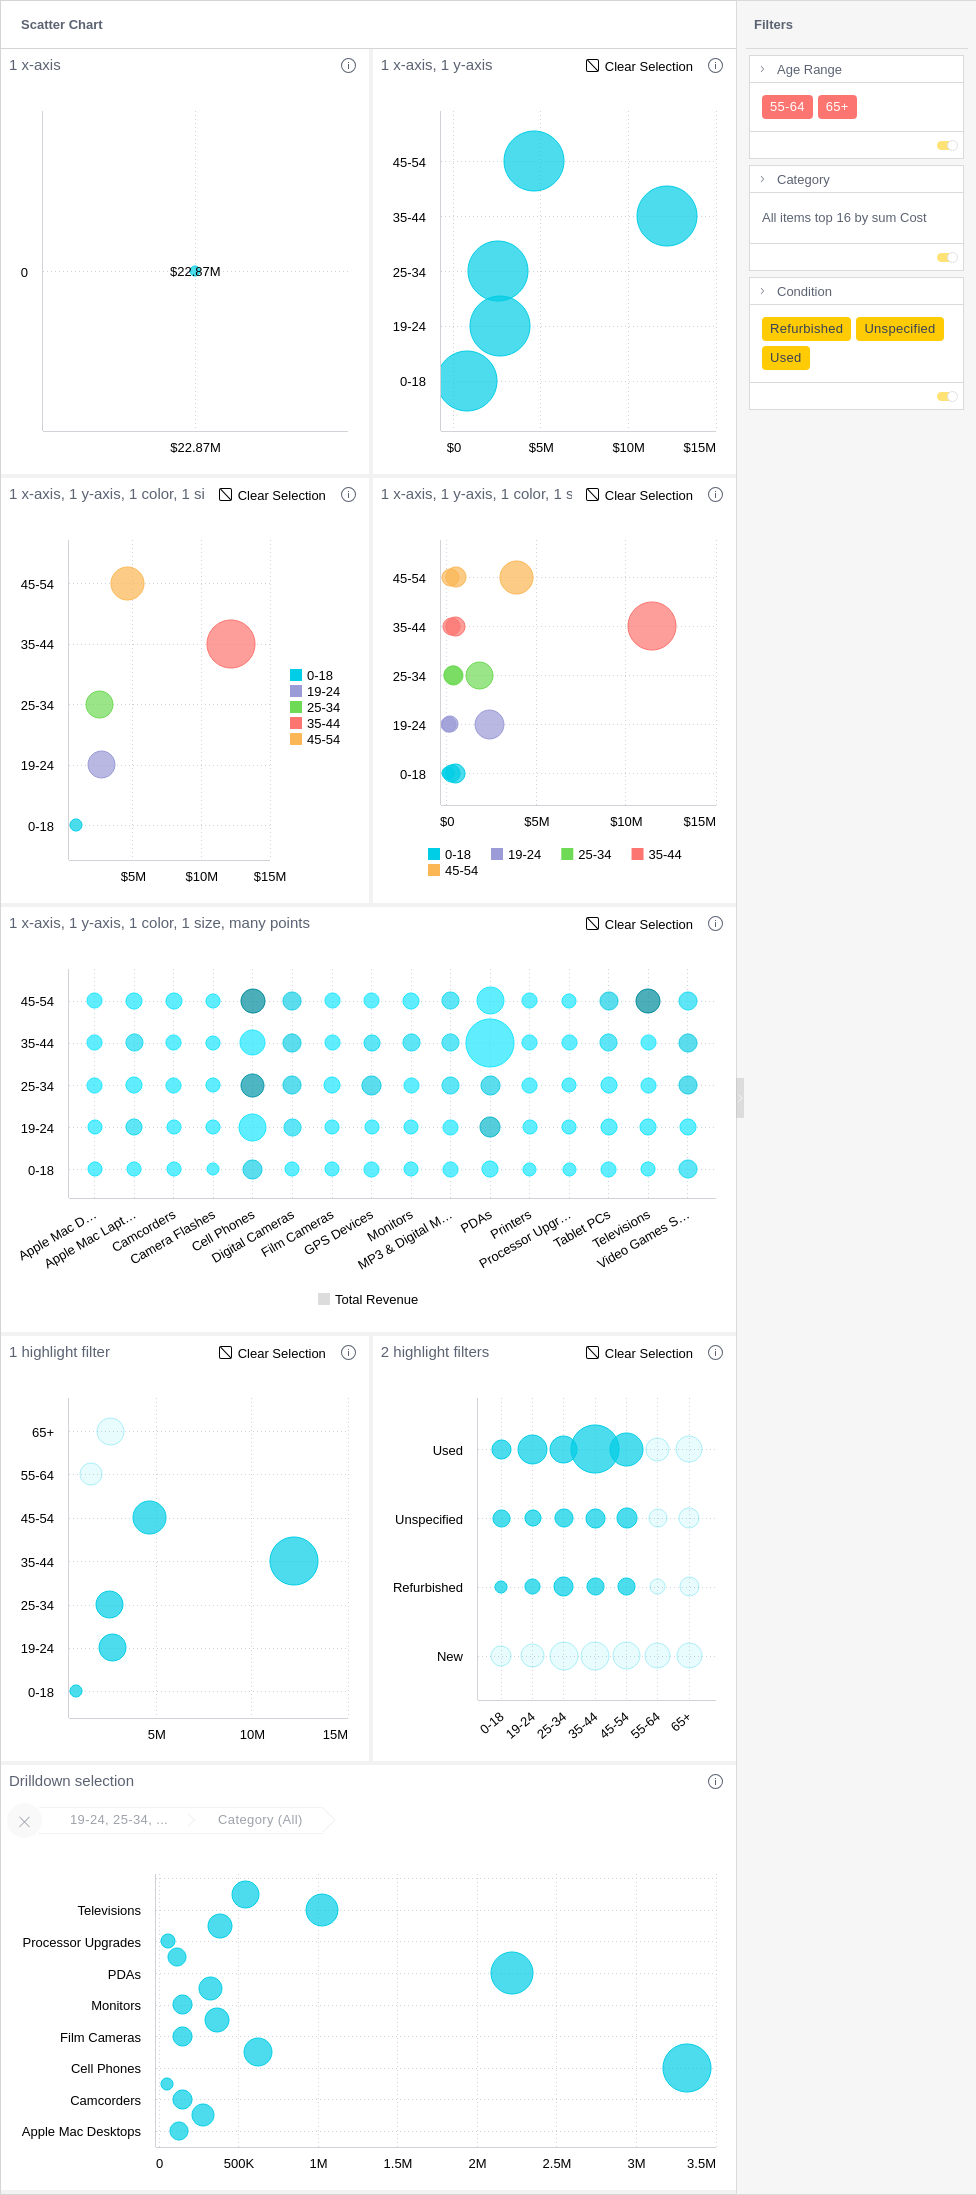 Scatter Chart
Filters
1 x-axis
1 x-axis, 1 y-axis
Clear Selection
0
$22.87M
$22.87M
45-54
35-44
25-34
19-24
0-18
$0 $5M $10M $15M
Age Range
55-64 65+
Category
All items top 16 by sum Cost
Condition
Refurbished Unspecified
Used
1 x-axis, 1 y-axis, 1 color, 1 si
Clear Selection
45-54
35-44
25-34
19-24
0-18
$5M $10M $15M
0-18
19-24
25-34
35-44
45-54
1 x-axis, 1 y-axis, 1 color, 1 s
Clear Selection
45-54
35-44
25-34
19-24
0-18
$0 $5M $10M $15M
0-18 19-24 25-34 35-44
45-54
1 x-axis, 1 y-axis, 1 color, 1 size, many points
Clear Selection
45-54
35-44
25-34
19-24
0-18
Apple Mac D...
Apple Mac Lapt...
Camcorders
Camera Flashes
Cell Phones
Digital Cameras
Film Cameras
GPS Devices
Monitors
MP3 & Digital M...
PDAs
Printers
Processor Upgr...
Tablet PCs
Televisions
Video Games S...
Total Revenue
1 highlight filter
Clear Selection
65+
55-64
45-54
35-44
25-34
19-24
0-18
5M 10M 15M
2 highlight filters
Clear Selection
Used
Unspecified
Refurbished
New
0-18
19-24
25-34
35-44
45-54
55-64
65+
Drilldown selection
19-24, 25-34, ... Category (All)
Televisions
Processor Upgrades
PDAs
Monitors
Film Cameras
Cell Phones
Camcorders
Apple Mac Desktops
0 500K 1M 1.5M 2M 2.5M 3M 3.5M